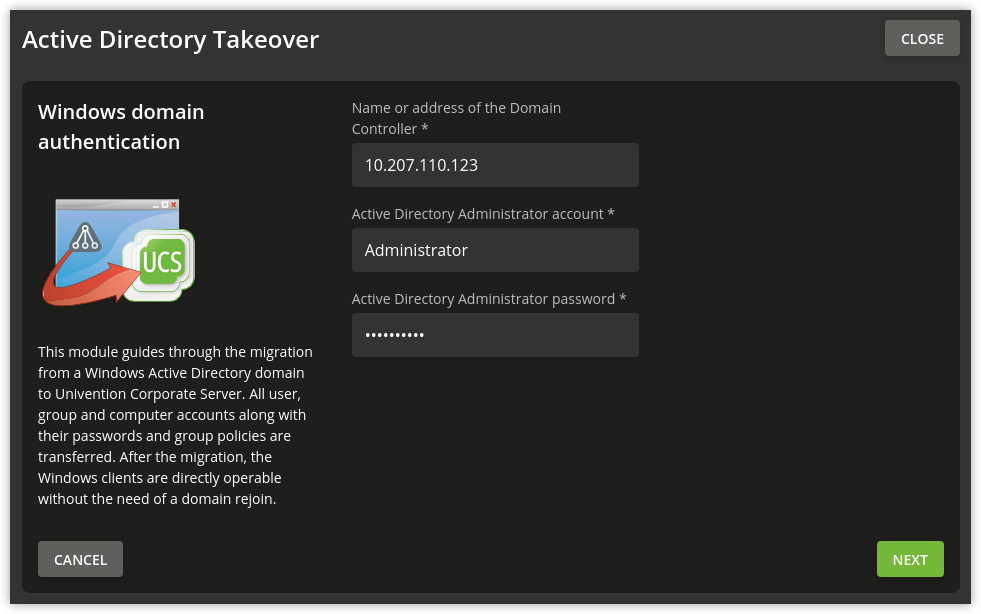 Active Directory Takeover
CLOSE
Windows domain
authentication
UCS
This module guides through the migration
from a Windows Active Directory domain
to Univention Corporate Server. All user,
group and computer accounts along with
their passwords and group policies are
transferred. After the migration, the
Windows clients are directly operable
without the need of a domain rejoin.
Name or address of the Domain
Controller *
10.207.110.123
Active Directory Administrator account *
Administrator
Active Directory Administrator password *
••••••••••
CANCEL
NEXT